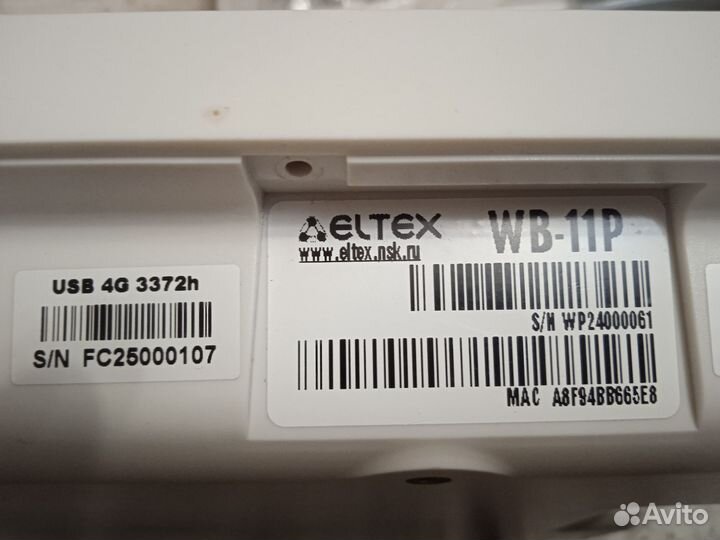 USB 4G 3372h
S/N FC25000107
ELTEX
www.eltex.nsk.ru
WB-11P
S/N WP24000061
MAC A8F94BB665E8
Avito